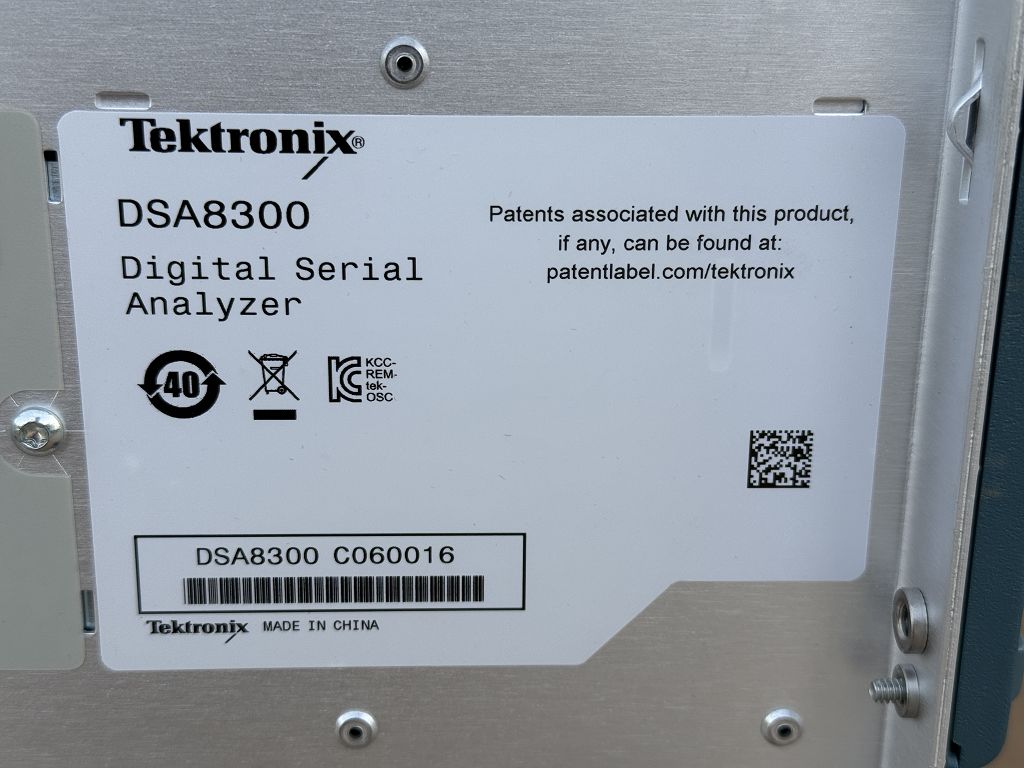 Tektronix®
DSA8300
Digital Serial
Analyzer
Patents associated with this product,
if any, can be found at:
patentlabel.com/tektronix
40
KCC-
REM-
tek-
OSC
DSA8300 C060016
Tektronix MADE IN CHINA